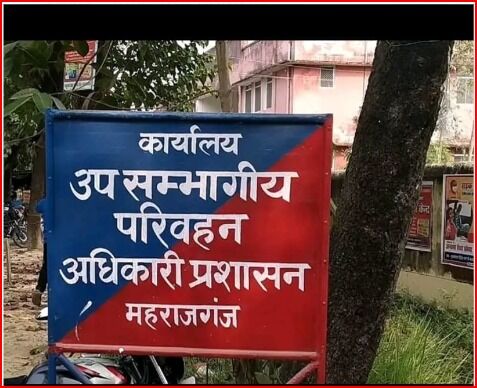 कार्यालय
उप सम्भागीय
परिवहन
अधिकारी प्रशासन
महराजगंज